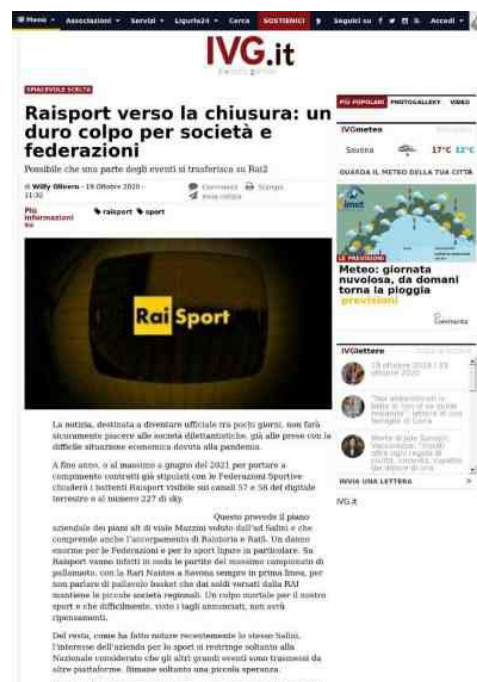 Menù Associazioni Servizi Liguria24 Cerca SOSTIENICI Seguici su Accedi
IVG.it
SPIACEVOLE SCELTA
Raisport verso la chiusura: un
duro colpo per società e
federazioni
Possibile che una parte degli eventi si trasferisca su Rai2
di Willy Olivero - 19 Ottobre 2020 -
11:32
Commenta Stampa
Invia notizia
Più
informazioni
su
raisport sport
Rai Sport
La notizia, destinata a diventare ufficiale tra pochi giorni, non farà
sicuramente piacere alle società dilettantistiche, già alle prese con la
difficile situazione economica dovuta alla pandemia.
A fine anno, o al massimo a giugno del 2021 per portare a
compimento contratti già stipulati con le Federazioni Sportive
chiuderà i battenti Raisport visibile sui canali 57 e 58 del digitale
terrestre e al numero 227 di sky.
Questo prevede il piano
aziendale dei piani alti di viale Mazzini voluto dall'ad Salini e che
comprende anche l'accorpamento di Raistoria e Rai5. Un danno
enorme per le Federazioni e per lo sport ligure in particolare. Su
Raisport vanno infatti in onda le partite del massimo campionato di
pallanuoto, con la Rari Nantes a Savona sempre in prima linea, per
non parlare di pallavolo basket che dai soldi versati dalla RAI
mantiene le piccole società regionali. Un colpo mortale per il nostro
sport e che difficilmente, visto i tagli annunciati, non avrà
ripensamenti.
Del resto, come ha fatto notare recentemente lo stesso Salini,
l'interesse dell'azienda per lo sport si restringe soltanto alla
Nazionale considerato che gli altri grandi eventi sono trasmessi da
altre piattaforme. Rimane soltanto una piccola speranza.
PIÙ POPOLARI PHOTOGALLERY VIDEO
IVGmeteo
Savona 17°C 12°C
GUARDA IL METEO DELLA TUA CITTÀ
LE PREVISIONI
Meteo: giornata
nuvolosa, da domani
torna la pioggia
previsioni
Commenta
IVGlettere
INVIA UNA LETTERA
IVG.it